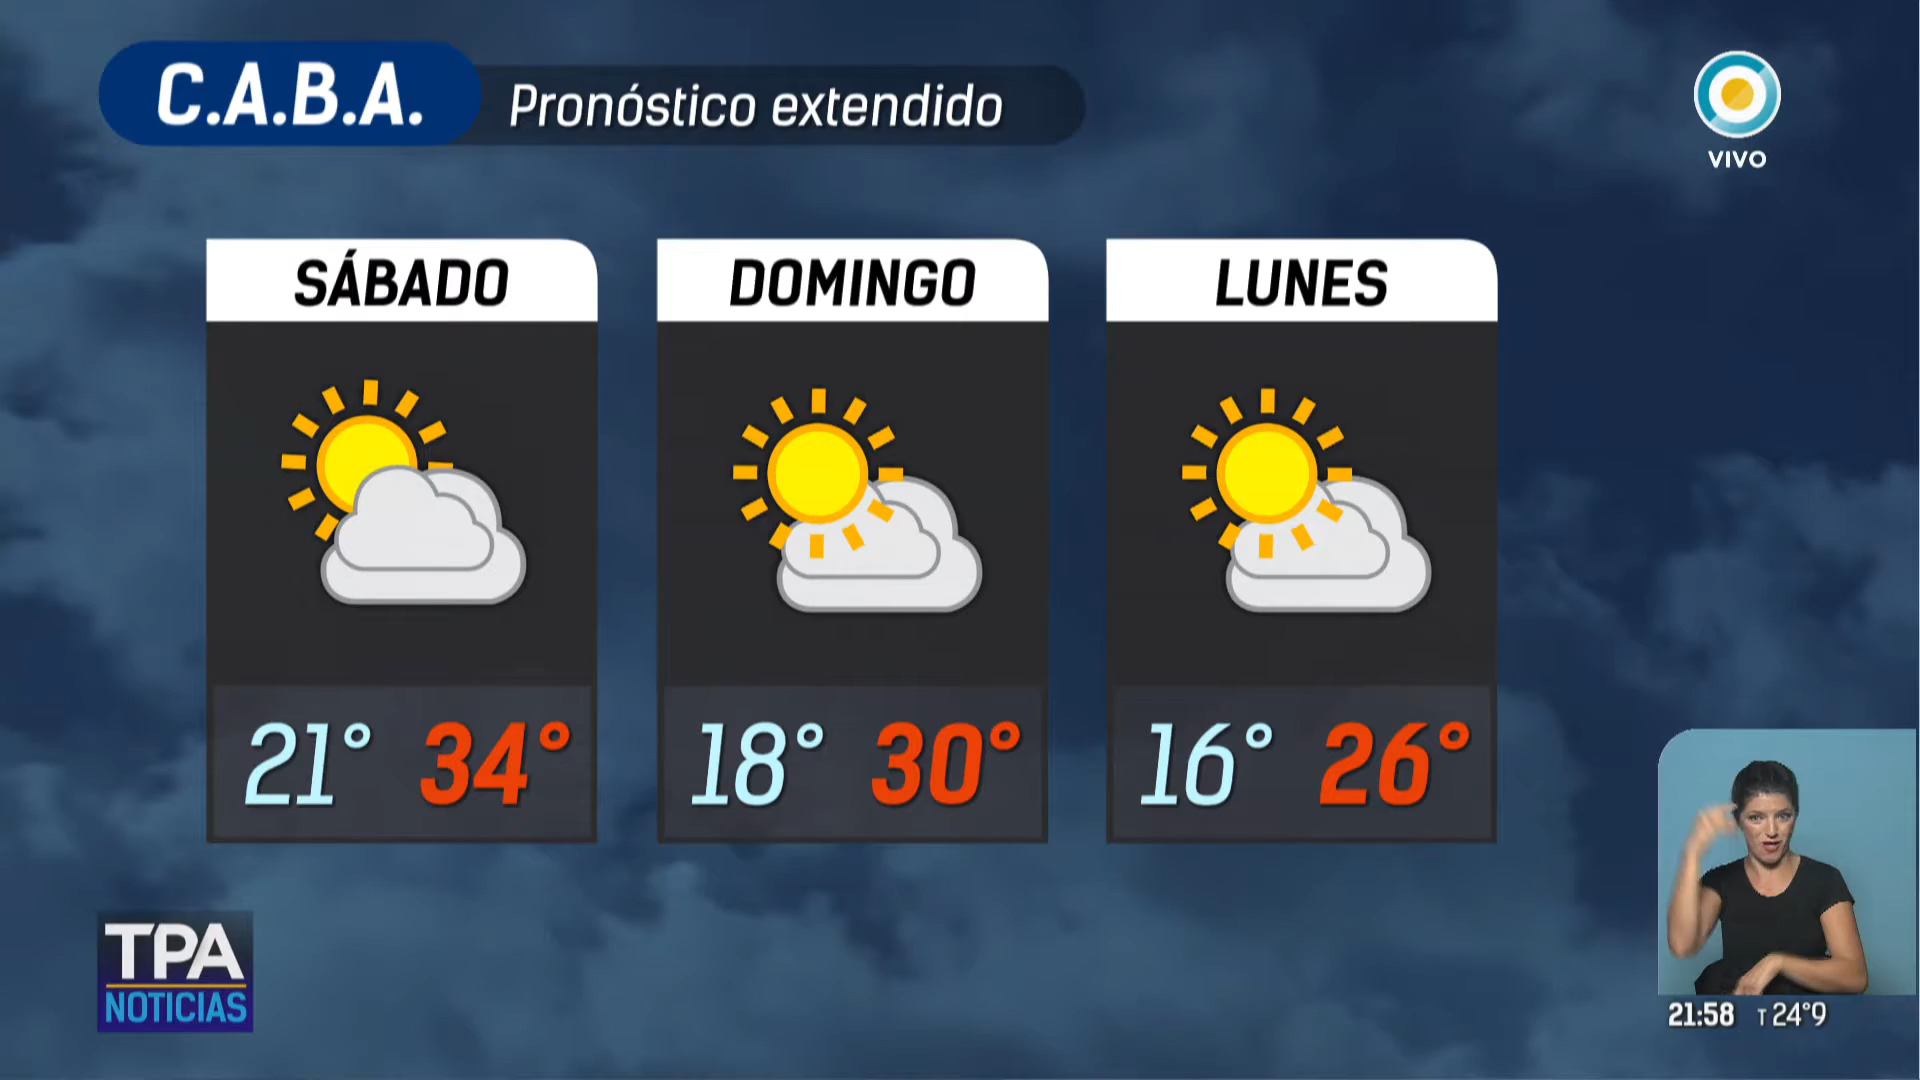 C.A.B.A.
Pronóstico extendido
VIVO
SÁBADO
21° 34°
DOMINGO
18° 30°
LUNES
16° 26°
TPA
NOTICIAS
21:58 T 24°9